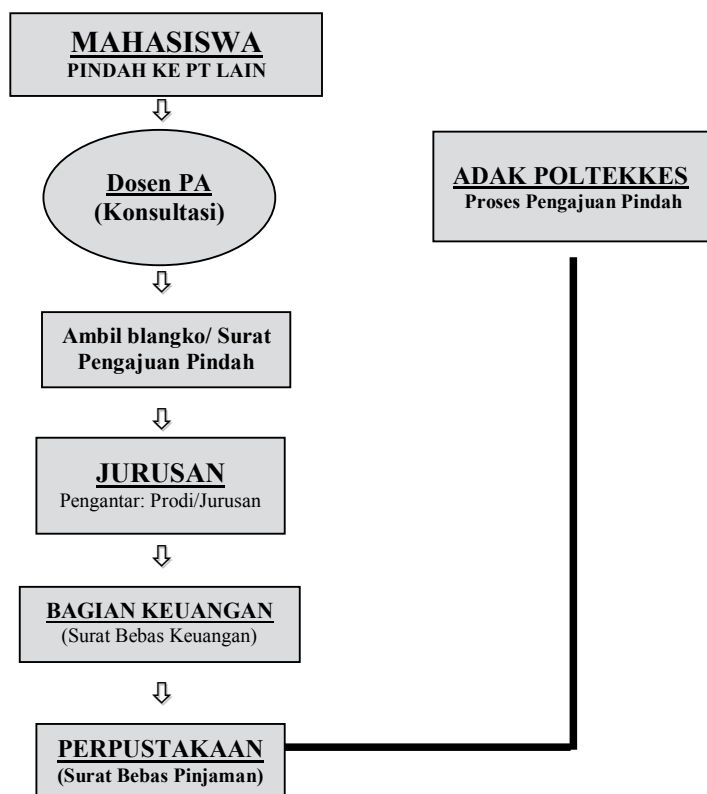 MAHASISWA
PINDAH KE PT LAIN
Dosen PA
(Konsultasi)
Ambil blangko/ Surat
Pengajuan Pindah
JURUSAN
Pengantar: Prodi/Jurusan
BAGIAN KEUANGAN
(Surat Bebas Keuangan)
PERPUSTAKAAN
(Surat Bebas Pinjaman)
ADAK POLTEKKES
Proses Pengajuan Pindah